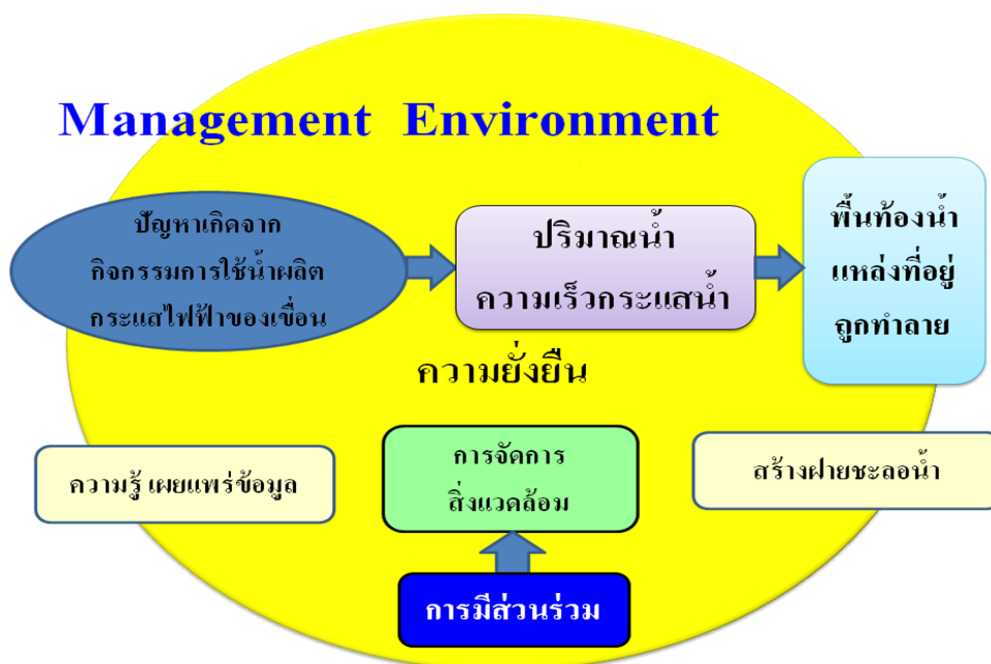 Management Environment
ปัญหาเกิดจาก
กิจกรรมการใช้น้ำผลิต
กระแสไฟฟ้าของเขื่อน
ปริมาณน้ำ
ความเร็วกระแสน้ำ
พื้นท้องน้ำ
แหล่งที่อยู่
ถูกทำลาย
ความยั่งยืน
ความรู้ เผยแพร่ข้อมูล
การจัดการ
สิ่งแวดล้อม
สร้างฝายชะลอน้ำ
การมีส่วนร่วม